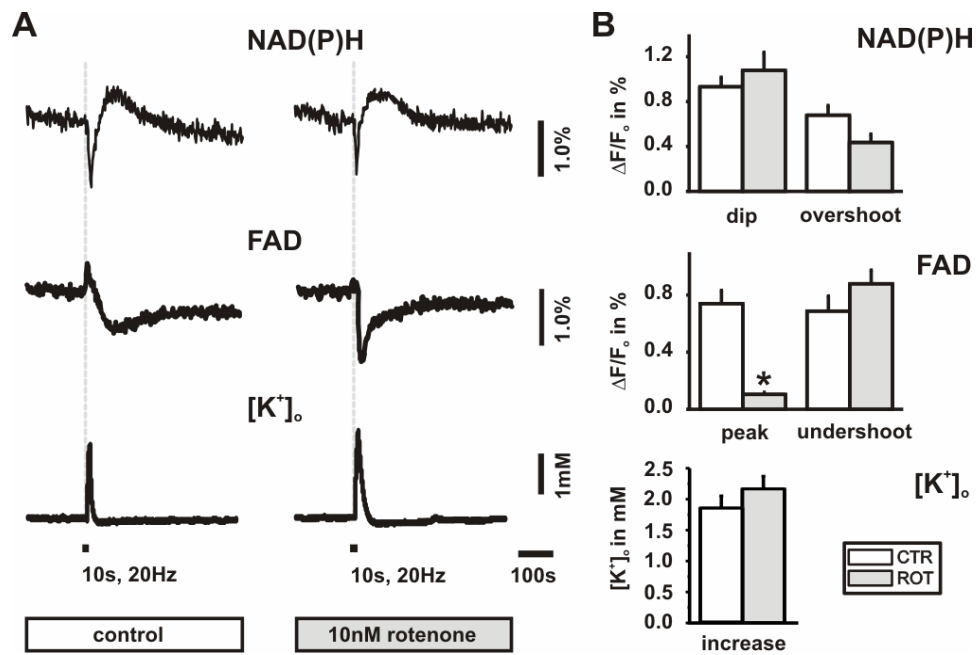 A
NAD(P)H
1.0%
FAD
1.0%
[K⁺]ₒ
1mM
10s, 20Hz
10s, 20Hz
100s
control
10nM rotenone
B
NAD(P)H
ΔF/Fₒ in %
1.2
0.8
0.4
0.0
dip
overshoot
FAD
ΔF/Fₒ in %
0.8
0.4
0.0
*
peak
undershoot
[K⁺]ₒ
[K⁺]ₒ in mM
2.5
2.0
1.5
1.0
0.5
0.0
increase
CTR
ROT